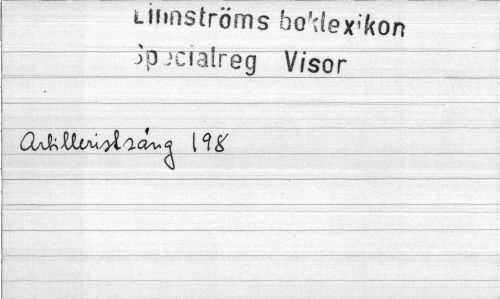 Linnströms boklexikon
Specialreg Visor
Artilleristsång 198